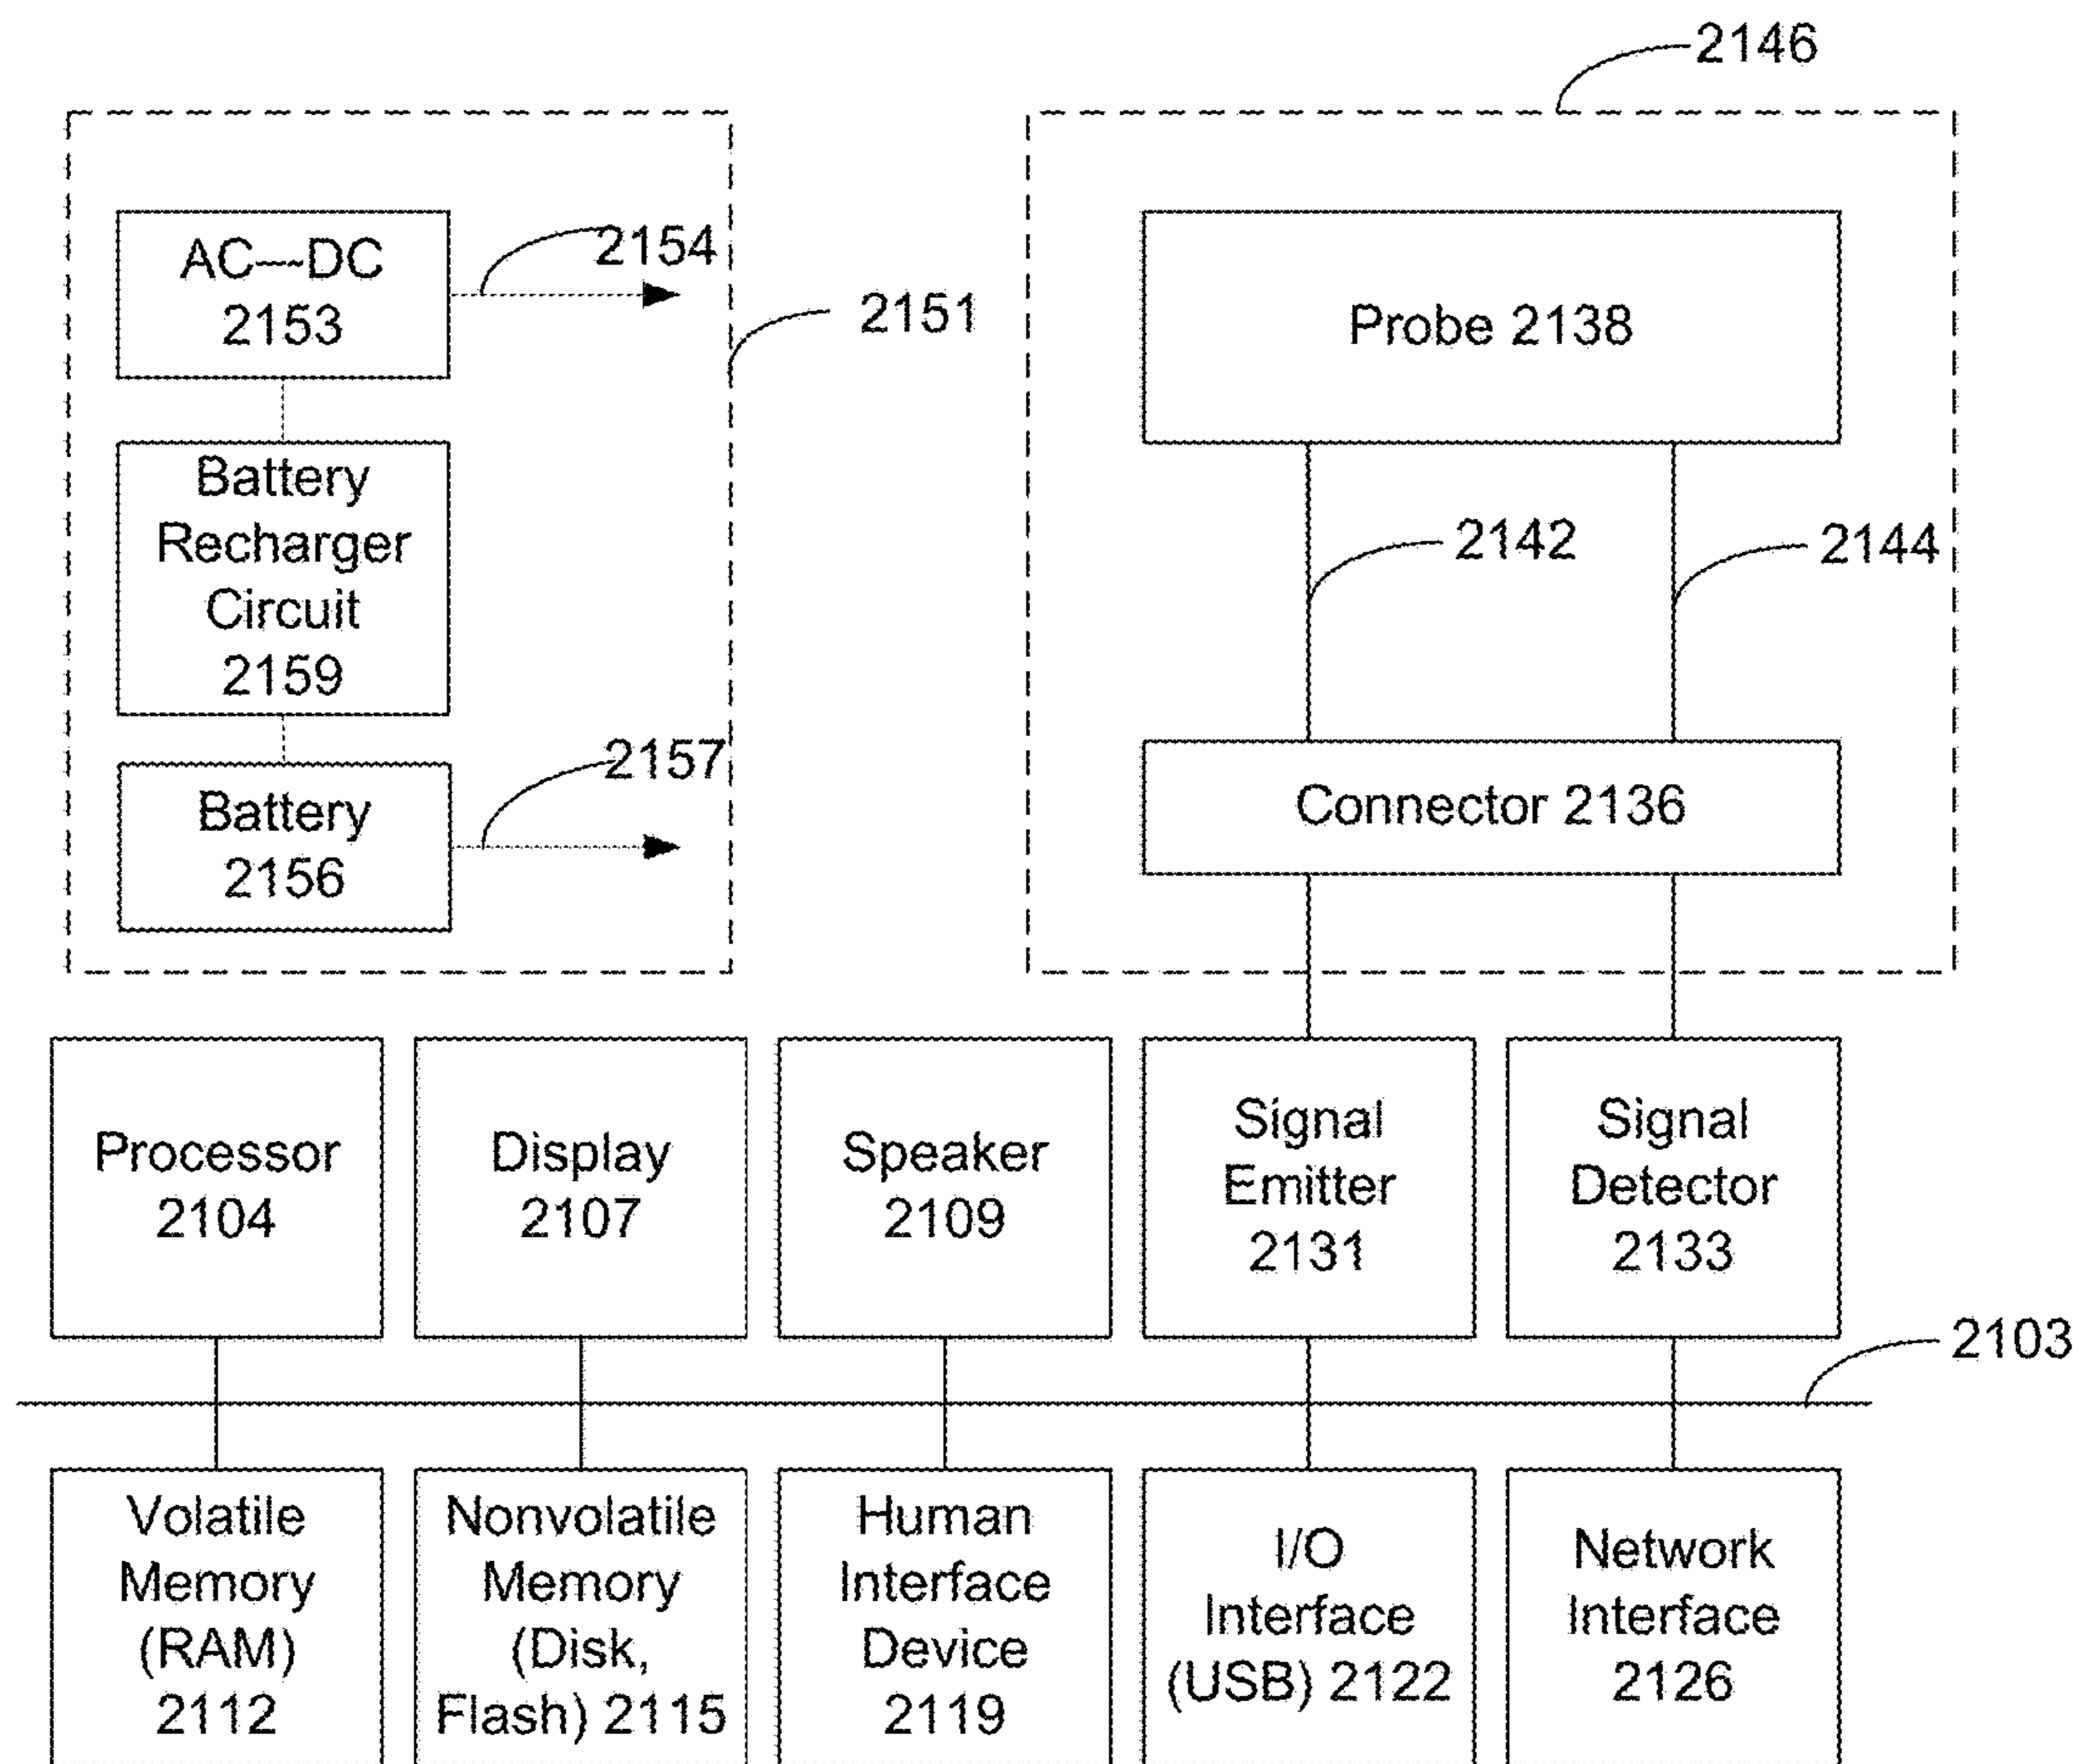 2146
AC---DC
2153
2154
2151
Battery
Recharger
Circuit
2159
2157
Battery
2156
Probe 2138
2142
2144
Connector 2136
Processor
2104
Display
2107
Speaker
2109
Signal
Emitter
2131
Signal
Detector
2133
2103
Volatile
Memory
(RAM)
2112
Nonvolatile
Memory
(Disk,
Flash) 2115
Human
Interface
Device
2119
I/O
Interface
(USB) 2122
Network
Interface
2126